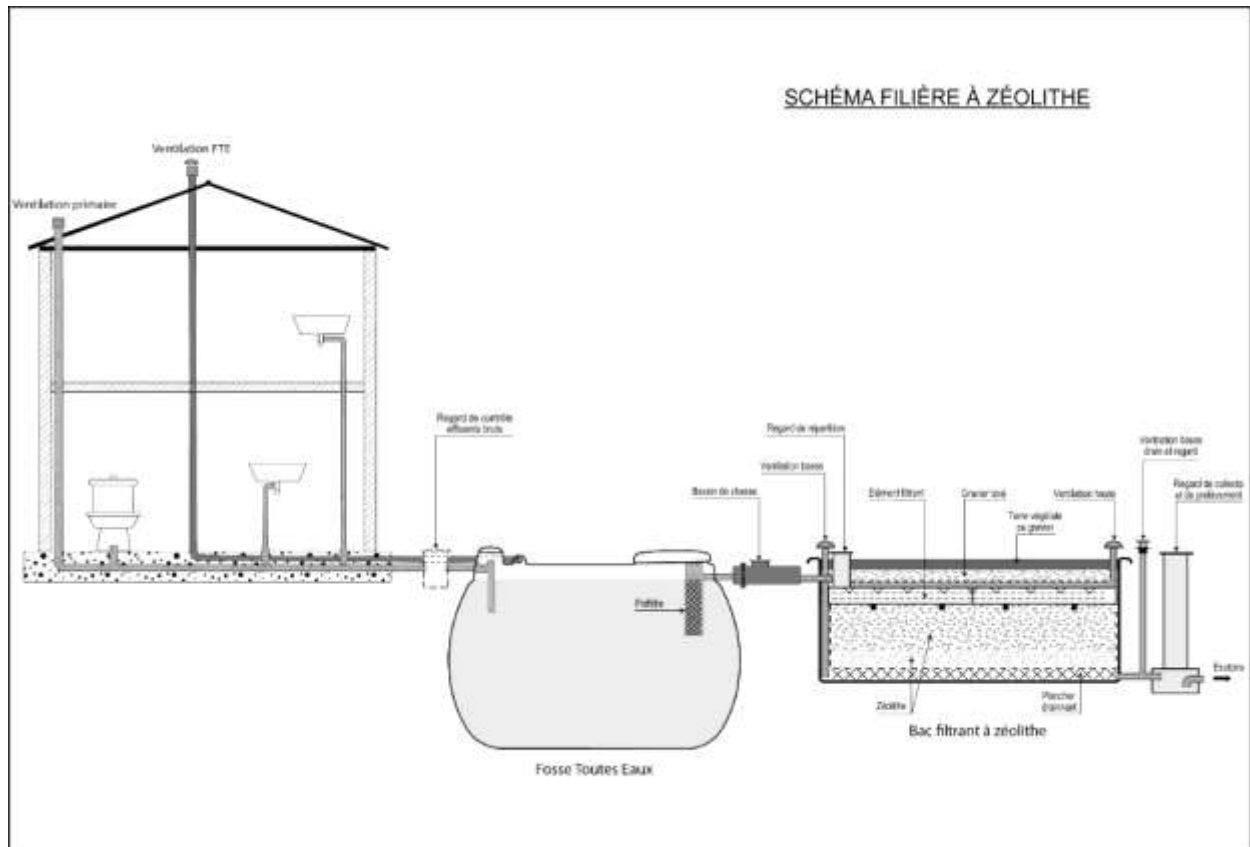 SCHÉMA FILIÈRE À ZÉOLITHE
Ventilation FTE
Ventilation primaire
Regard de contrôle
effluents bruts
Regard de répartition
Ventilation basse
Bassin de chasse
Elément filtrant
Gravier lavé
Terre végétale
ou gravier
Ventilation haute
Ventilation basse
drain et regard
Regard de collecte
et de prélèvement
Préfiltre
Exutoire
Zéolithe
Plancher
drainant
Bac filtrant à zéolithe
Fosse Toutes Eaux